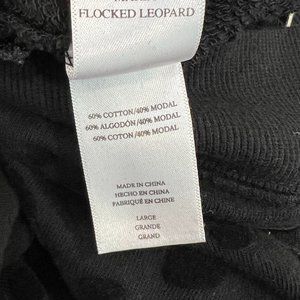 FLOCKED LEOPARD
60% COTTON/40% MODAL
60% ALGODÓN/40% MODAL
60% COTON/40% MODAL
MADE IN CHINA
HECHO EN CHINA
FABRIQUÉ EN CHINE
LARGE
GRANDE
GRAND